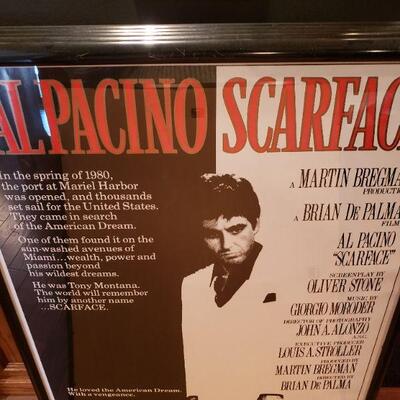 AL PACINO SCARFAC
in the spring of 1980,
the port at Mariel Harbor
was opened, and thousands
set sail for the United States.
They came in search
of the American Dream.
One of them found it on the
sun-washed avenues of
Miami...wealth, power and
passion beyond
his wildest dreams.
He was Tony Montana.
The world will remember
him by another name
...SCARFACE.
He loved the American Dream.
With a vengeance.
A MARTIN BREGMA
PRODUCTIO
A BRIAN DE PALMA
FILM
AL PACINO
"SCARFACE"
SCREENPLAY BY
OLIVER STONE
MUSIC BY
GIORGIO MORODER
DIRECTOR OF PHOTOGRAPHY
JOHN A. ALONZO
A.S.C.
EXECUTIVE PRODUCER
LOUIS A. STROLLER
PRODUCED BY
MARTIN BREGMAN
DIRECTED BY
BRIAN DE PALMA